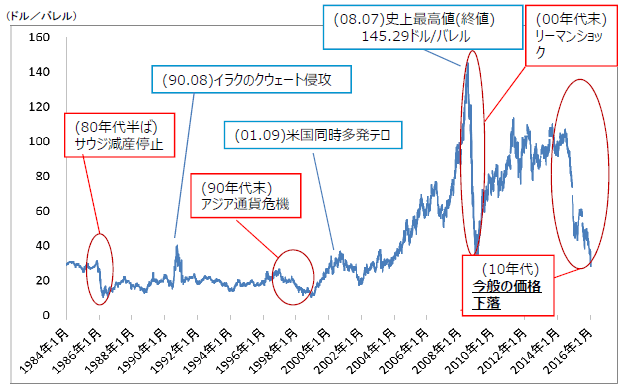 (ドル/バレル)
160
140
120
100
80
60
40
20
0
(80年代半ば)
サウジ減産停止
(90.08)イラクのクウェート侵攻
(90年代末)
アジア通貨危機
(01.09)米国同時多発テロ
(08.07)史上最高値(終値)
145.29ドル/バレル
(00年代末)
リーマンショッ
ク
(10年代)
今般の価格
下落
1984年1月
1986年1月
1988年1月
1990年1月
1992年1月
1994年1月
1996年1月
1998年1月
2000年1月
2002年1月
2004年1月
2006年1月
2008年1月
2010年1月
2012年1月
2014年1月
2016年1月